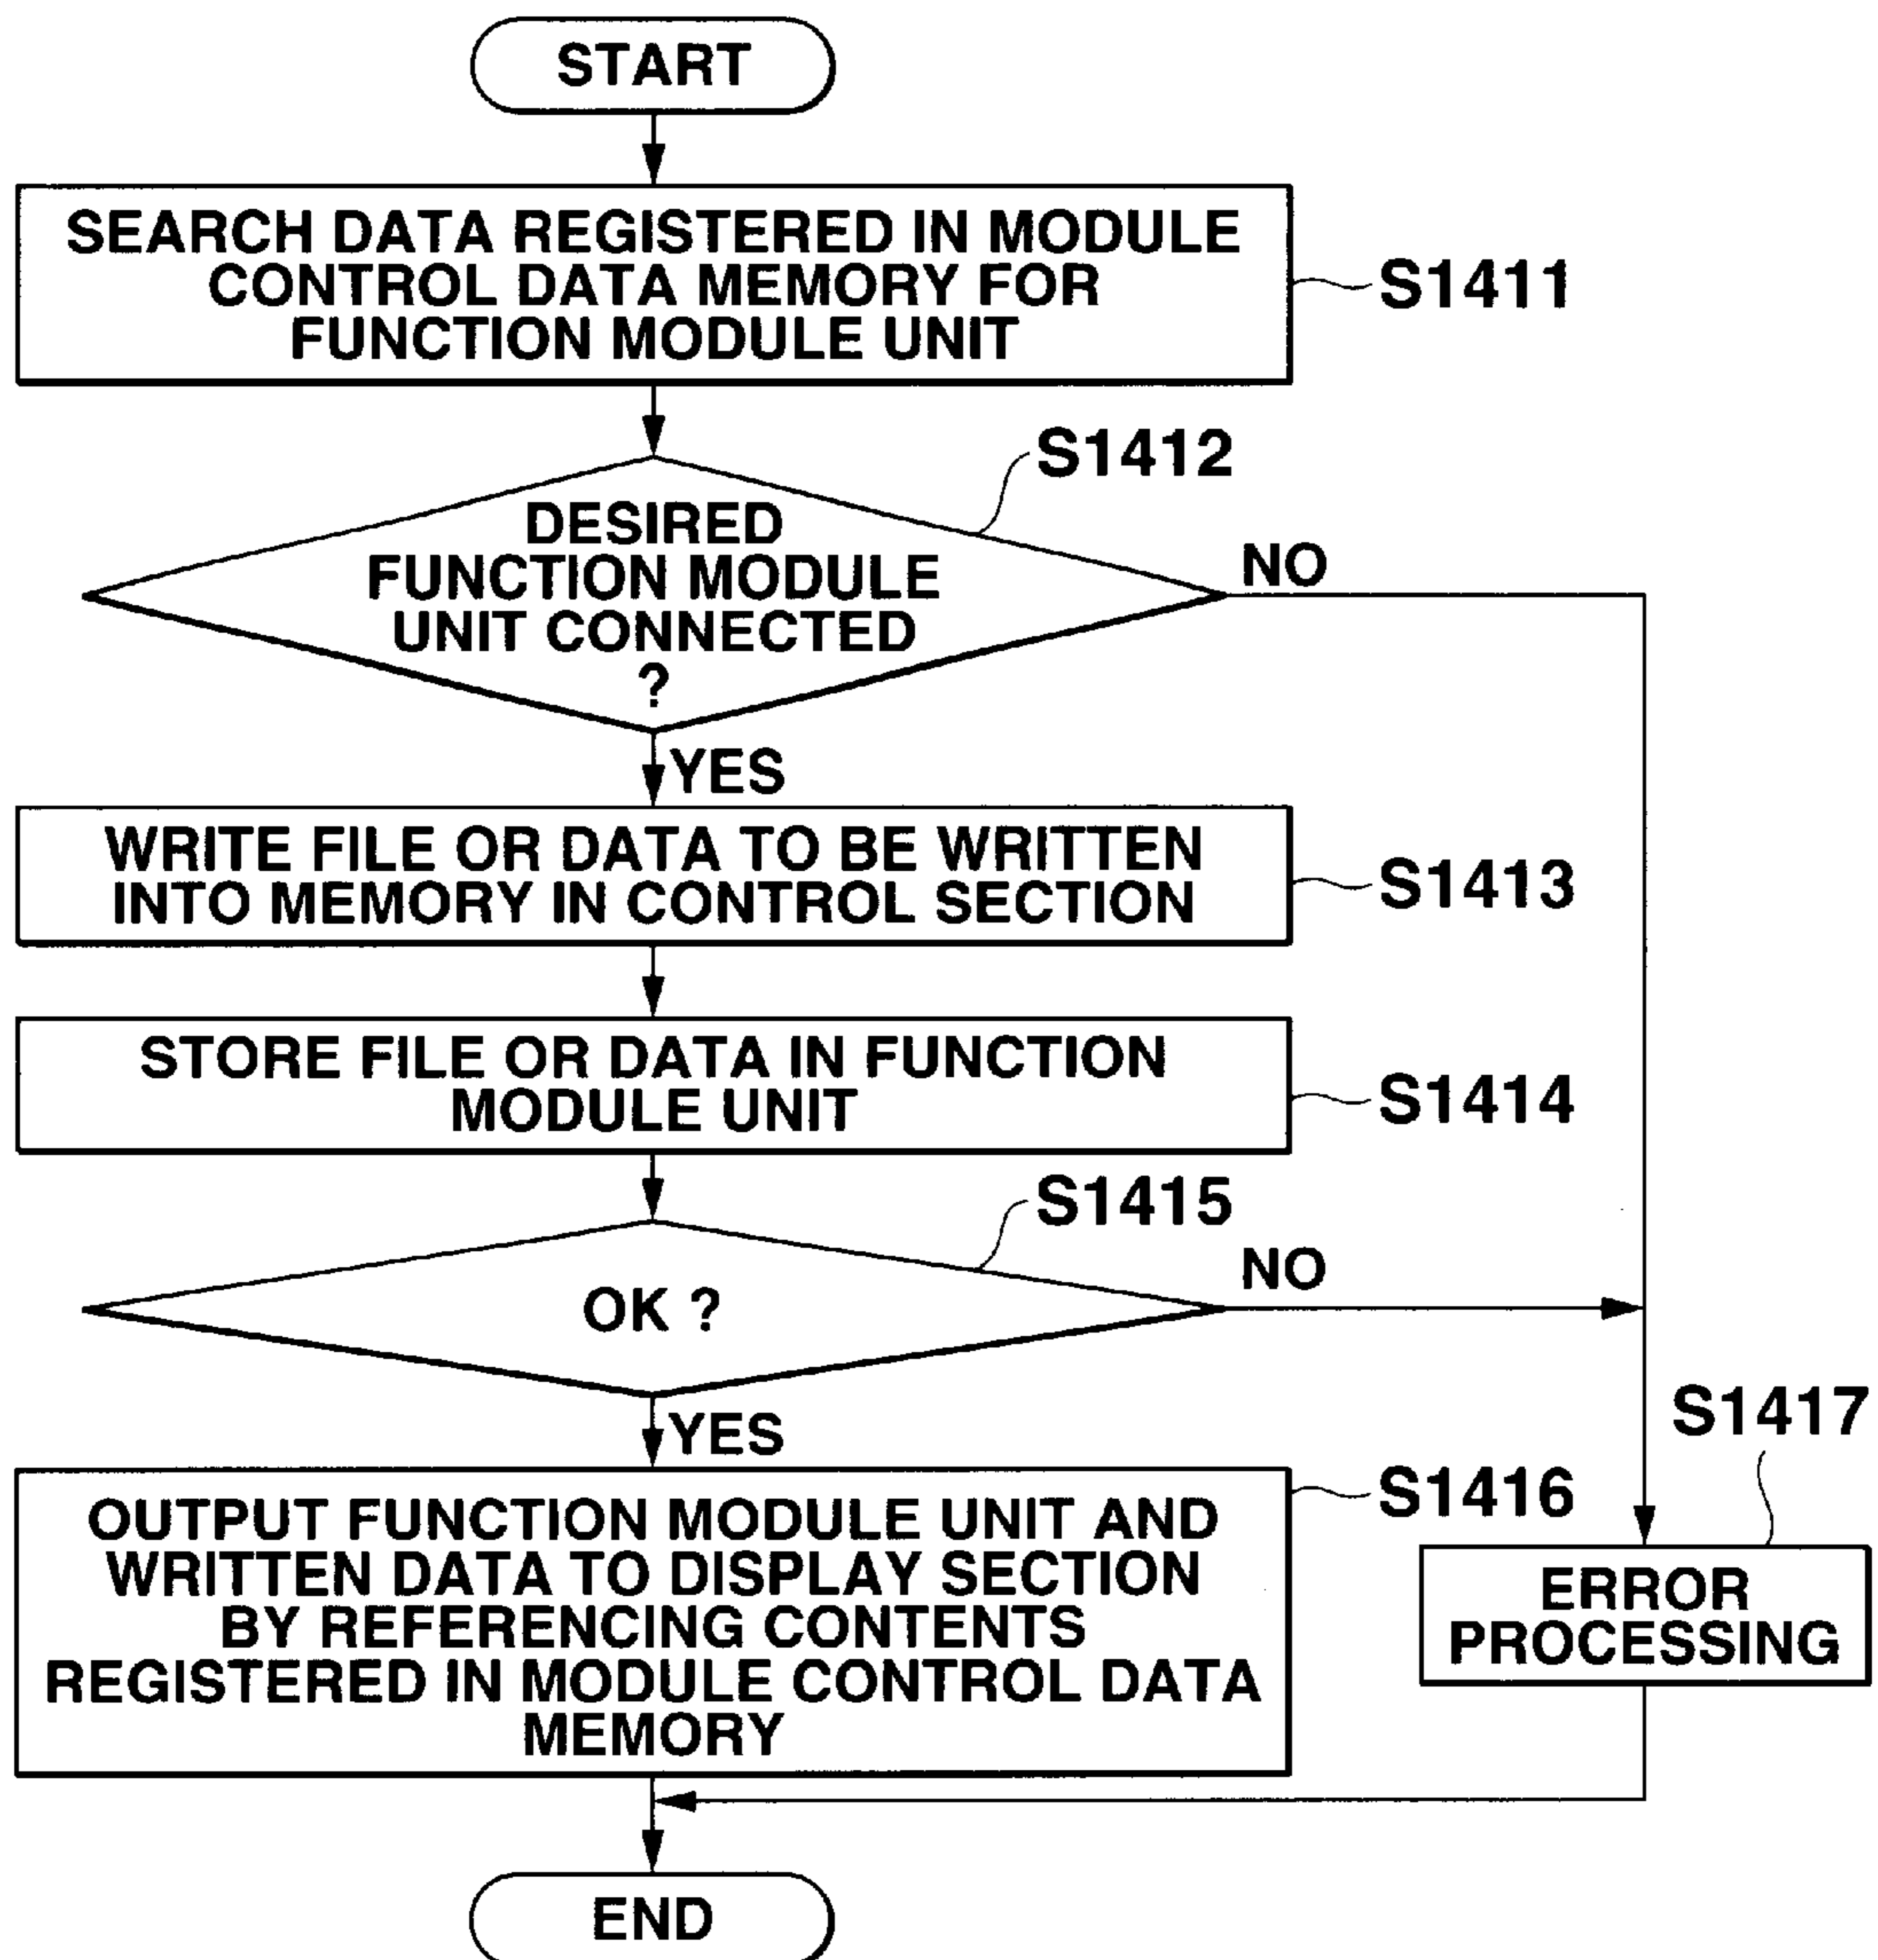 START
SEARCH DATA REGISTERED IN MODULE
CONTROL DATA MEMORY FOR
FUNCTION MODULE UNIT
S1411
S1412
DESIRED
FUNCTION MODULE
UNIT CONNECTED
?
NO
YES
WRITE FILE OR DATA TO BE WRITTEN
INTO MEMORY IN CONTROL SECTION
S1413
STORE FILE OR DATA IN FUNCTION
MODULE UNIT
S1414
S1415
OK ?
NO
YES
S1417
OUTPUT FUNCTION MODULE UNIT AND
WRITTEN DATA TO DISPLAY SECTION
BY REFERENCING CONTENTS
REGISTERED IN MODULE CONTROL DATA
MEMORY
S1416
ERROR
PROCESSING
END